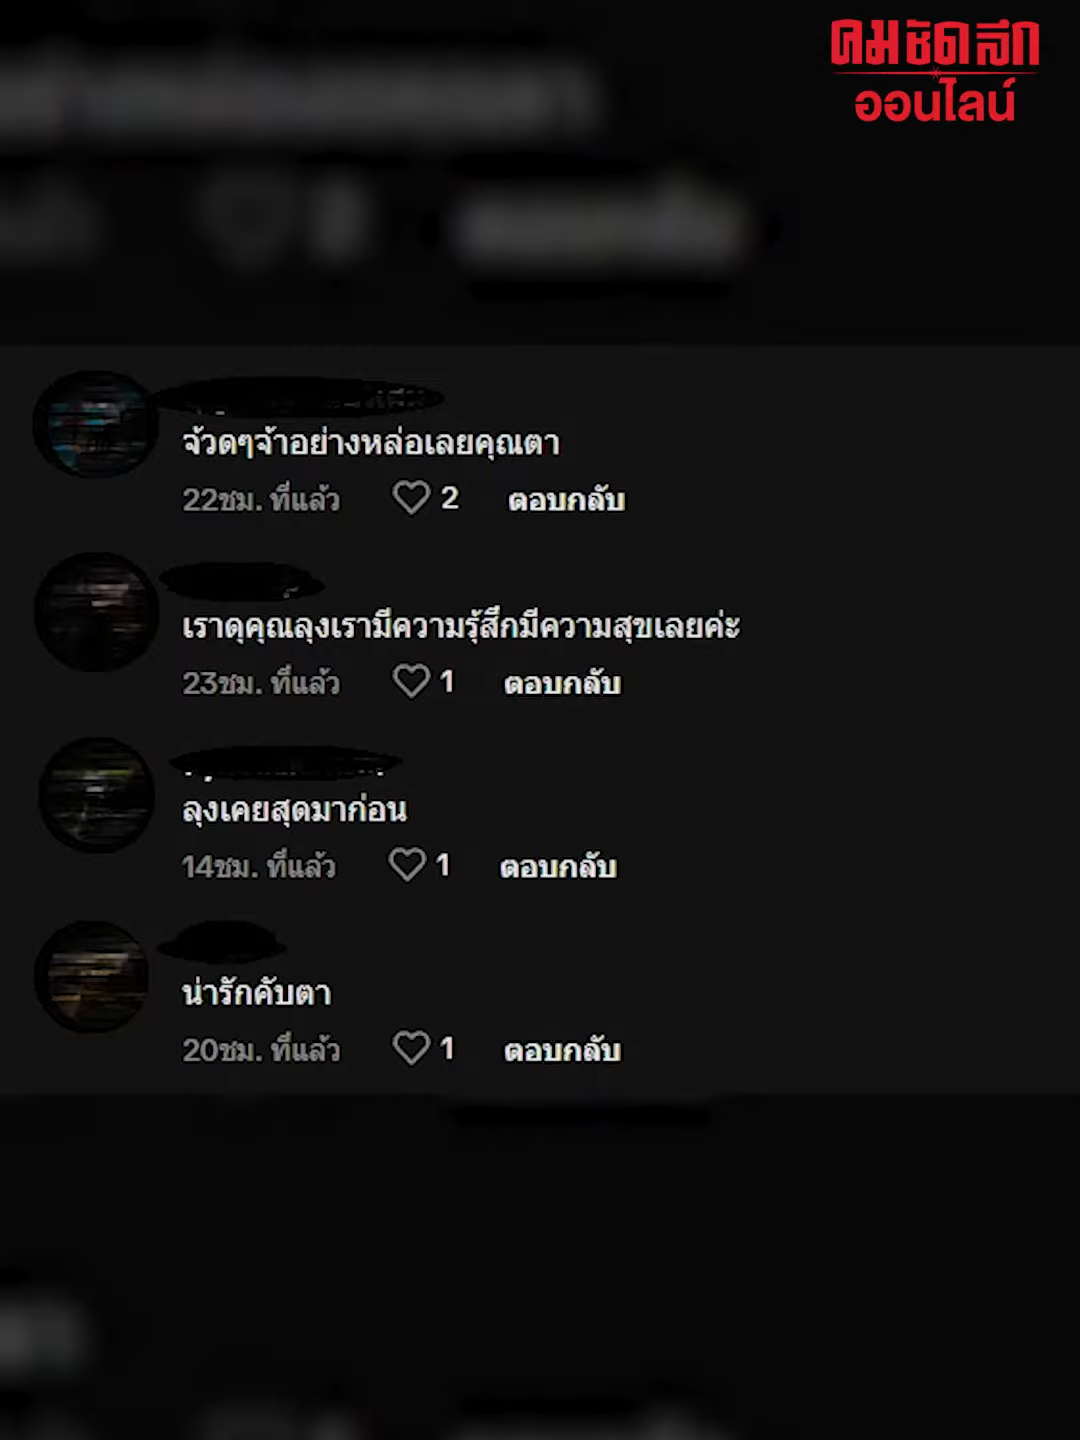 คมชัดลึก
ออนไลน์
จ้วดๆจ้าอย่างหล่อเลยคุณตา
22ชม. ที่แล้ว 2 ตอบกลับ
เราดุคุณลุงเรามีความรุ้สึกมีความสุขเลยค่ะ
23ชม. ที่แล้ว 1 ตอบกลับ
ลุงเคยสุดมาก่อน
14ชม. ที่แล้ว 1 ตอบกลับ
น่ารักคับตา
20ชม. ที่แล้ว 1 ตอบกลับ